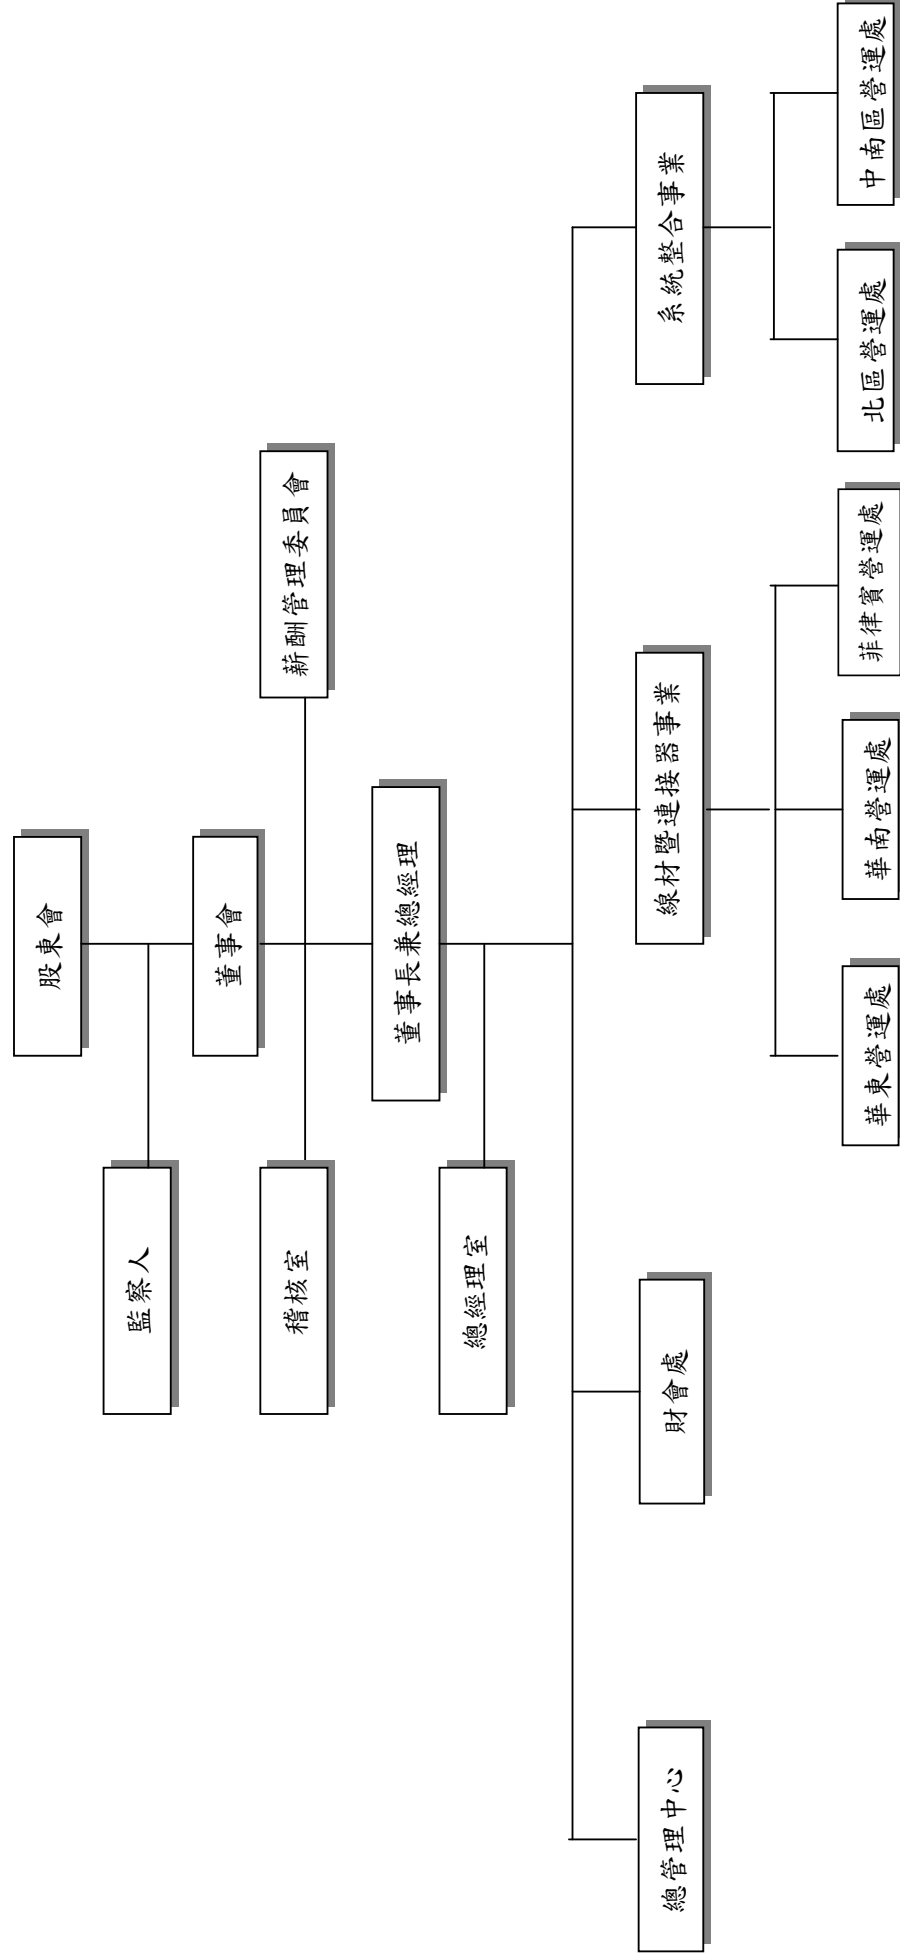 股東會
監察人
董事會
薪酬管理委員會
稽核室
董事長兼總經理
總經理室
總管理中心
財會處
線材暨連接器事業
系統整合事業
華東營運處
華南營運處
菲律賓營運處
北區營運處
中南區營運處